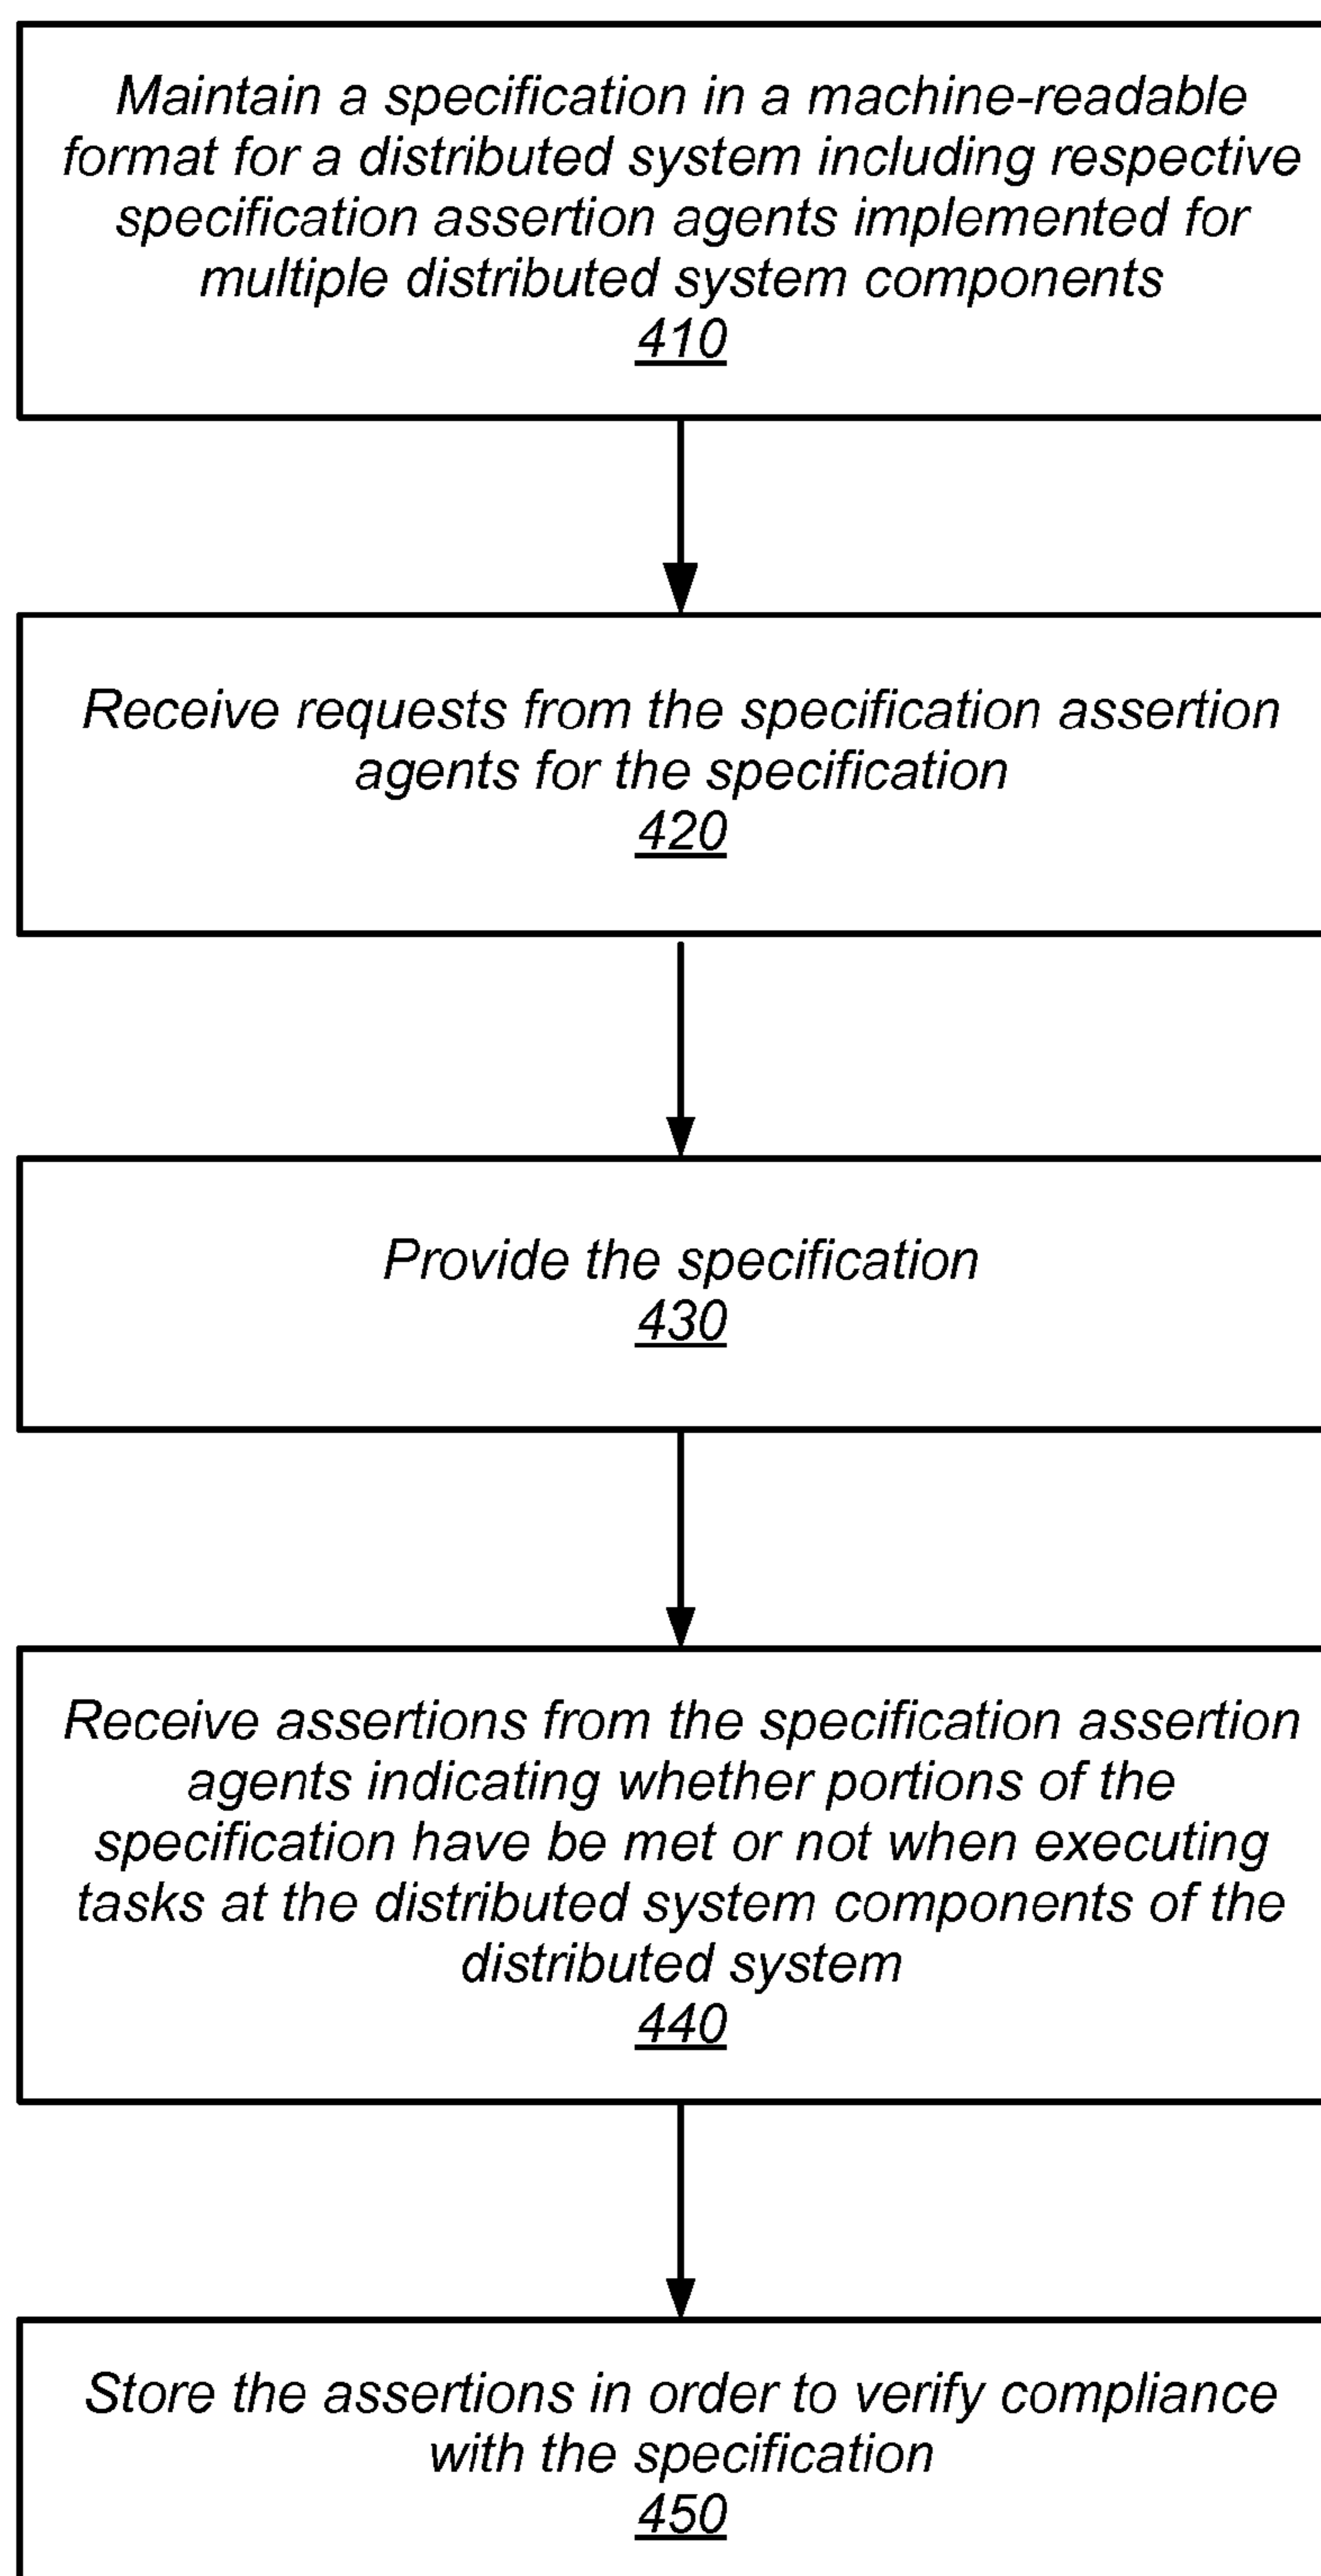 Maintain a specification in a machine-readable
format for a distributed system including respective
specification assertion agents implemented for
multiple distributed system components
410
Receive requests from the specification assertion
agents for the specification
420
Provide the specification
430
Receive assertions from the specification assertion
agents indicating whether portions of the
specification have be met or not when executing
tasks at the distributed system components of the
distributed system
440
Store the assertions in order to verify compliance
with the specification
450